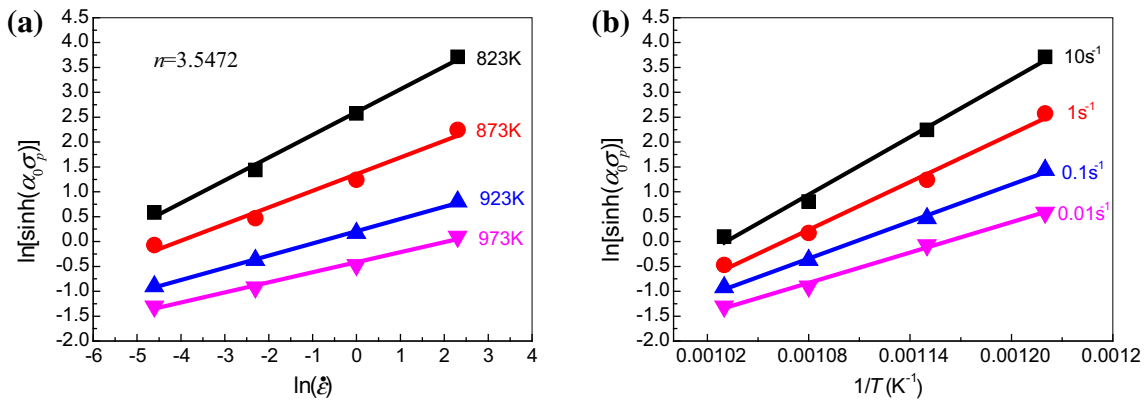 (a)
ln[sinh(α₀σₚ)]
4.5
4.0
3.5
3.0
2.5
2.0
1.5
1.0
0.5
0.0
-0.5
-1.0
-1.5
-2.0
n=3.5472
823K
873K
923K
973K
-6 -5 -4 -3 -2 -1 0 1 2 3 4
ln(ε̇)
(b)
ln[sinh(α₀σₚ)]
4.5
4.0
3.5
3.0
2.5
2.0
1.5
1.0
0.5
0.0
-0.5
-1.0
-1.5
-2.0
10s⁻¹
1s⁻¹
0.1s⁻¹
0.01s⁻¹
0.00102 0.00108 0.00114 0.00120 0.0012
1/T (K⁻¹)